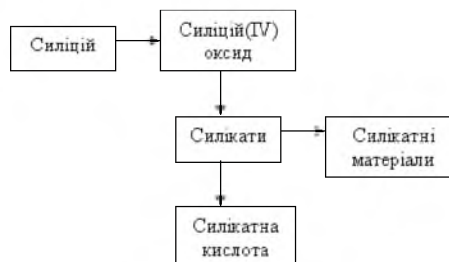 Силіцій
Силіцій(IV)
оксид
Силікати
Силікатні
матеріали
Силікатна
кислота